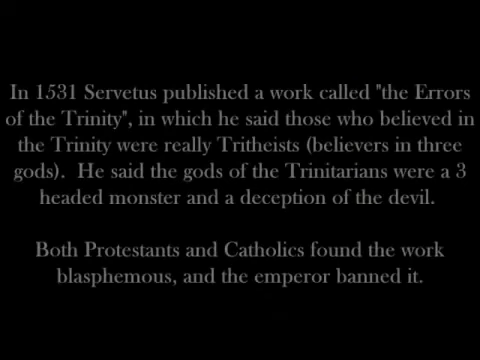 In 1531 Servetus published a work called "the Errors
of the Trinity", in which he said those who believed in
the Trinity were really Tritheists (believers in three
gods).  He said the gods of the Trinitarians were a 3
headed monster and a deception of the devil.
Both Protestants and Catholics found the work
blasphemous, and the emperor banned it.